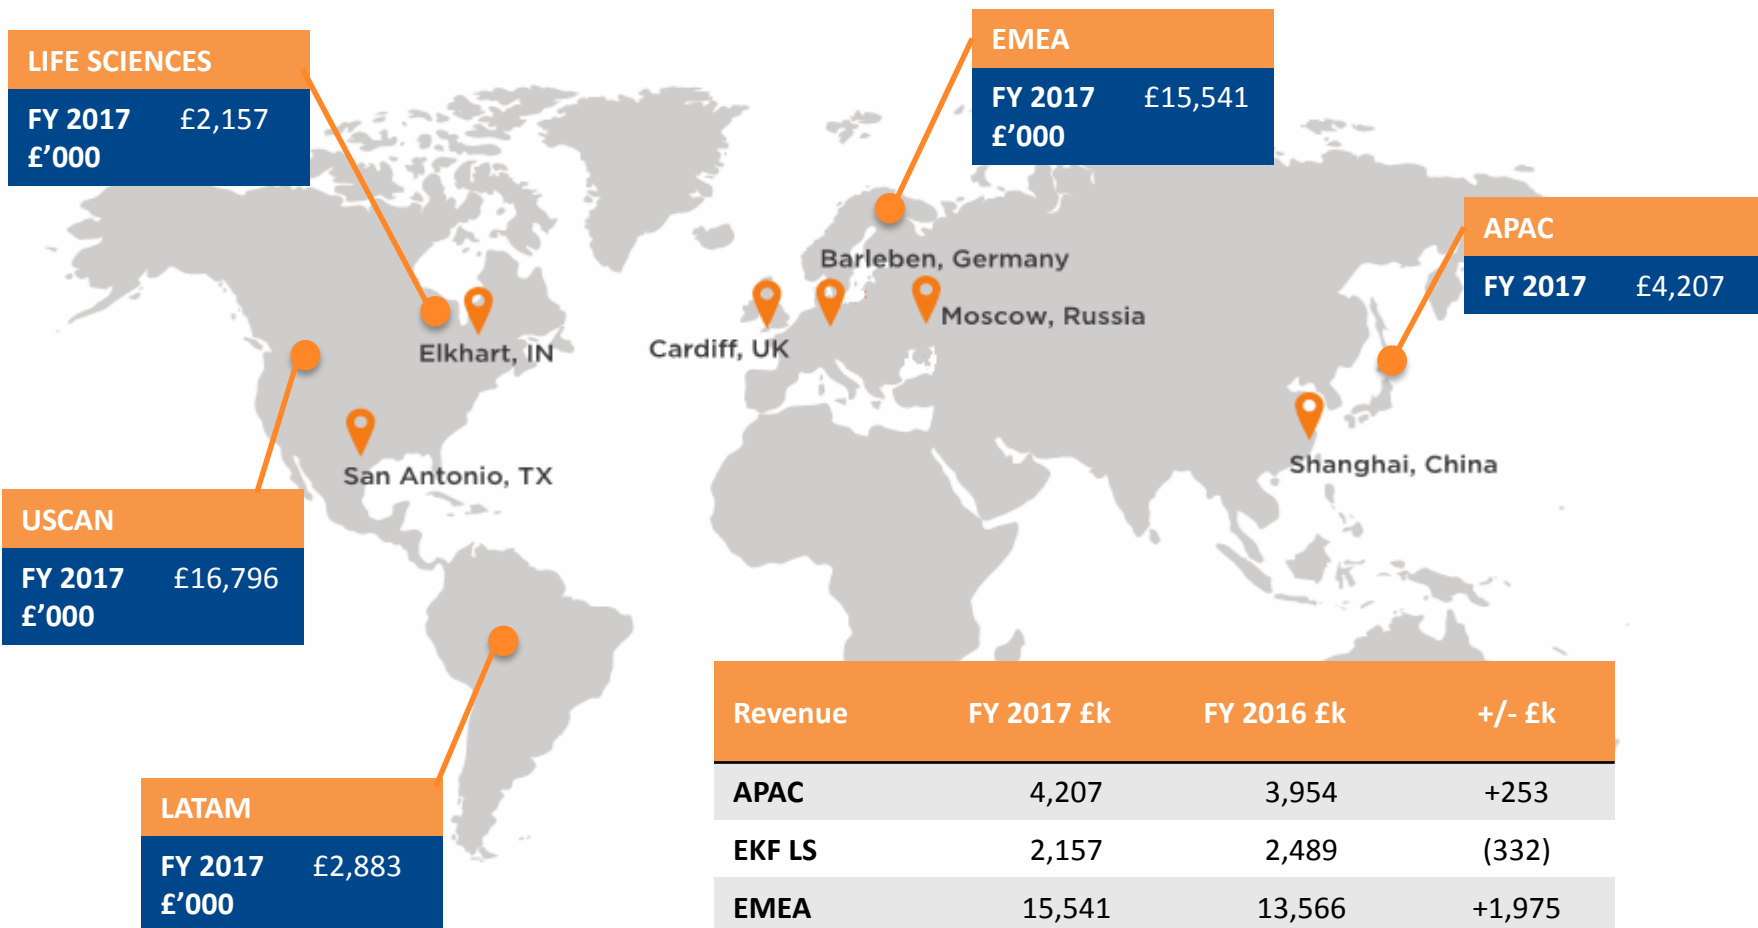 LIFE SCIENCES
FY 2017 £2,157
£’000
EMEA
FY 2017 £15,541
£’000
APAC
FY 2017 £4,207
Barleben, Germany
Moscow, Russia
Elkhart, IN
Cardiff, UK
San Antonio, TX
Shanghai, China
USCAN
FY 2017 £16,796
£’000
LATAM
FY 2017 £2,883
£’000
Revenue FY 2017 £k FY 2016 £k +/- £k
APAC 4,207 3,954 +253
EKF LS 2,157 2,489 (332)
EMEA 15,541 13,566 +1,975